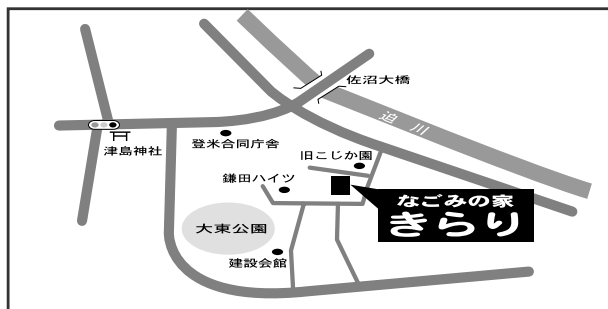 佐沼大橋
迫川
津島神社
登米合同庁舎
旧こじか園
鎌田ハイツ
なごみの家
きらり
大東公園
建設会館